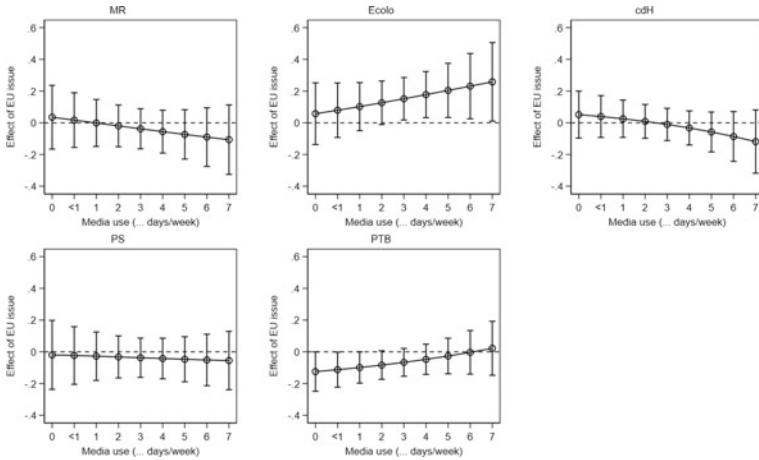 MR
Ecolo
cdH
Effect of EU issue
.6
.4
.2
0
-.2
-.4
0 <1 1 2 3 4 5 6 7
Media use (... days/week)
Effect of EU issue
.6
.4
.2
0
-.2
-.4
0 <1 1 2 3 4 5 6 7
Media use (... days/week)
Effect of EU issue
.6
.4
.2
0
-.2
-.4
0 <1 1 2 3 4 5 6 7
Media use (... days/week)
PS
PTB
Effect of EU issue
.6
.4
.2
0
-.2
-.4
0 <1 1 2 3 4 5 6 7
Media use (... days/week)
Effect of EU issue
.6
.4
.2
0
-.2
-.4
0 <1 1 2 3 4 5 6 7
Media use (... days/week)